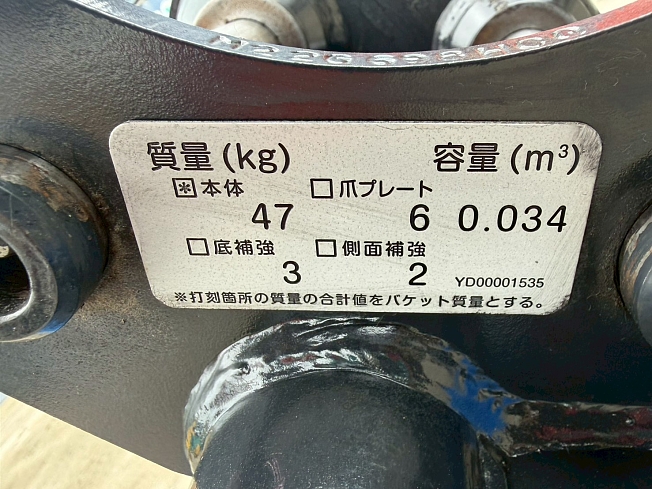 質量(kg) 容量(m³)
⊠本体 □爪プレート
47 6 0.034
□底補強 □側面補強
3 2 YD00001535
※打刻箇所の質量の合計値をバケット質量とする。